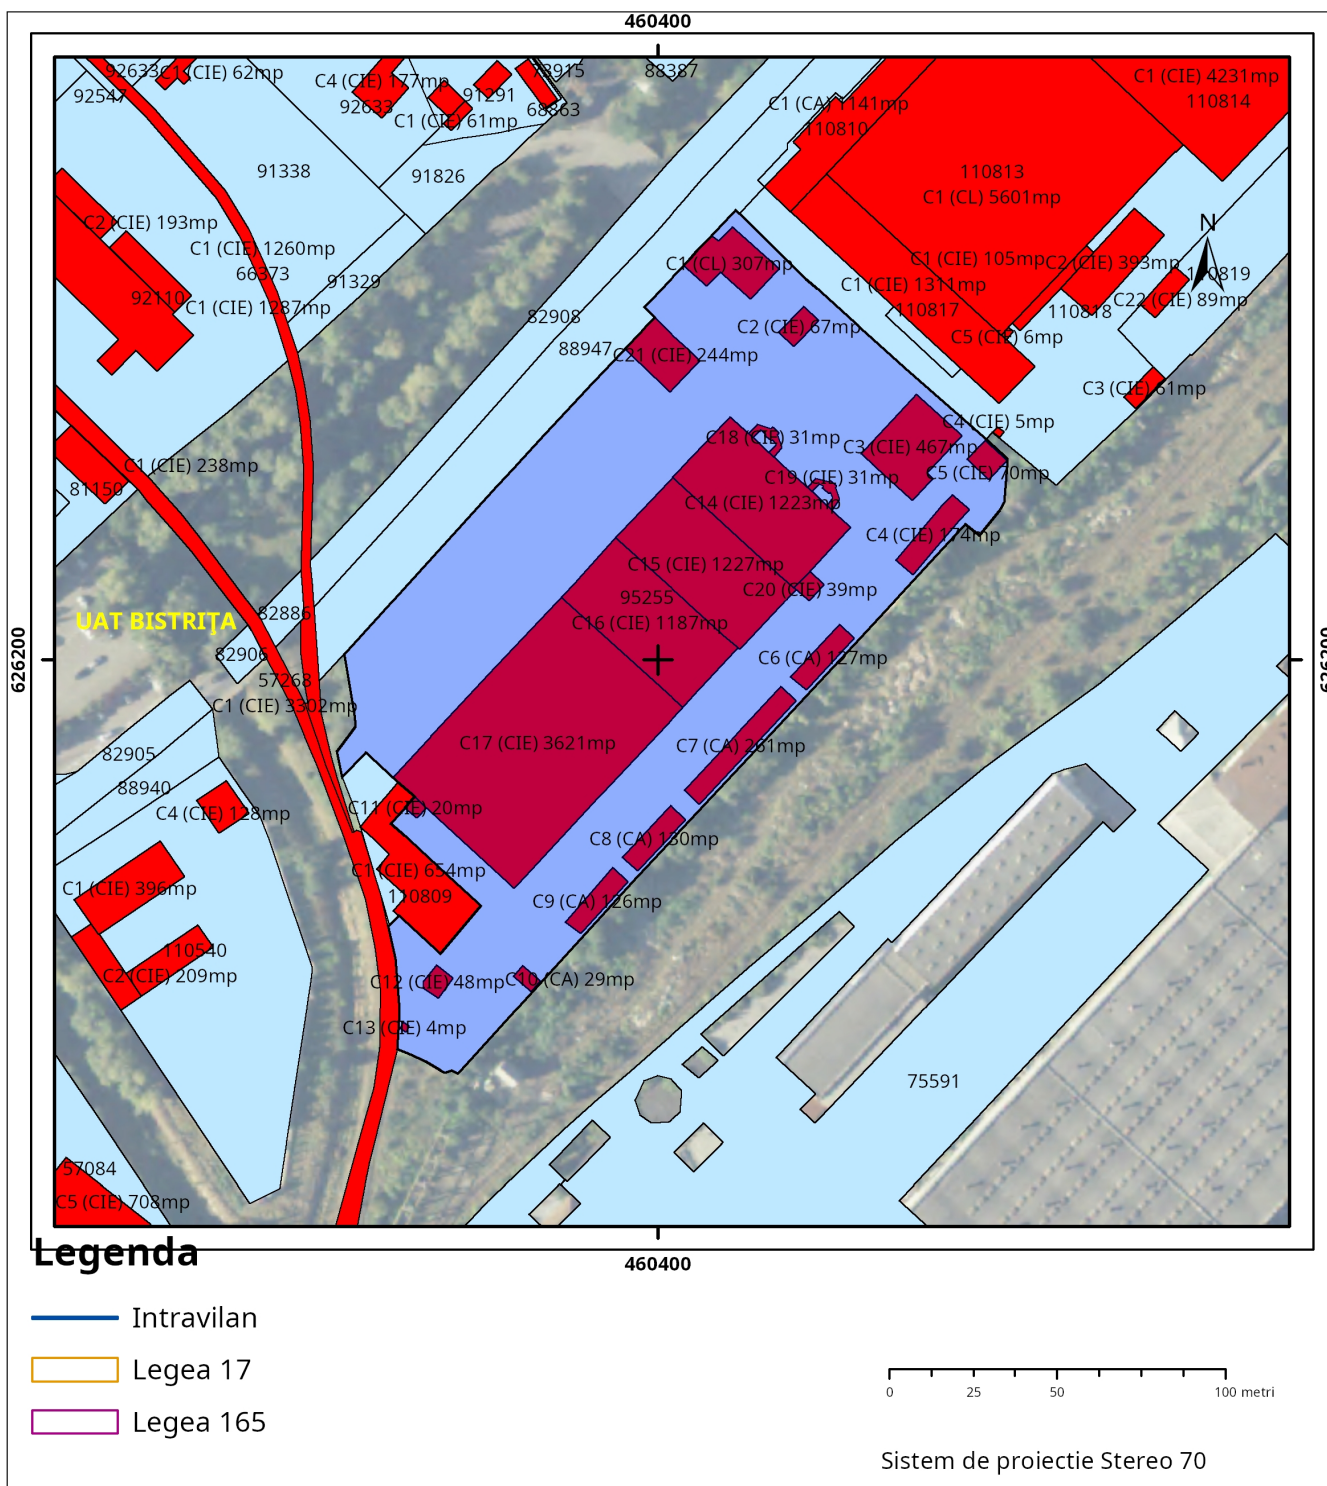 460400
92633
C1 (CIE) 62mp
C4 (CIE) 177mp
73915
88387
92547
92633
91291
68863
C1 (CIE) 61mp
C1 (CA) 1141mp
110810
C1 (CIE) 4231mp
110814
91338
91826
110813
C1 (CL) 5601mp
C2 (CIE) 193mp
C1 (CIE) 1260mp
66373
91329
92110
C1 (CIE) 1287mp
N
C1 (CL) 307mp
C1 (CIE) 105mp
C2 (CIE) 393mp
110819
C1 (CIE) 1311mp
110817
C22 (CIE) 89mp
110818
82908
C2 (CIE) 67mp
C5 (CIE) 6mp
88947
C21 (CIE) 244mp
C3 (CIE) 61mp
C4 (CIE) 5mp
C18 (CIE) 31mp
C3 (CIE) 467mp
C5 (CIE) 70mp
C1 (CIE) 238mp
81150
C19 (CIE) 31mp
C14 (CIE) 1223mp
C4 (CIE) 174mp
C15 (CIE) 1227mp
95255
C20 (CIE) 39mp
C16 (CIE) 1187mp
UAT BISTRIŢA
82886
82906
57268
C1 (CIE) 3302mp
626200
626200
C6 (CA) 127mp
C17 (CIE) 3621mp
C7 (CA) 261mp
82905
88940
C4 (CIE) 128mp
C11 (CIE) 20mp
C8 (CA) 130mp
C1 (CIE) 654mp
110809
C1 (CIE) 396mp
C9 (CA) 126mp
110540
C2 (CIE) 209mp
C12 (CIE) 48mp
C10 (CA) 29mp
C13 (CIE) 4mp
75591
57084
C5 (CIE) 708mp
460400
Legenda
Intravilan
Legea 17
Legea 165
0 25 50 100 metri
Sistem de proiectie Stereo 70